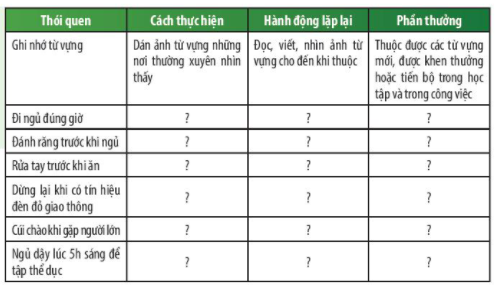 Thói quen
Cách thực hiện
Hành động lặp lại
Phần thưởng
Ghi nhớ từ vựng
Dán ảnh từ vựng những
nơi thường xuyên nhìn
thấy
Đọc, viết, nhìn ảnh từ
vựng cho đến khi thuộc
Thuộc được các từ vựng
mới, được khen thưởng
hoặc tiến bộ trong học
tập và trong công việc
Đi ngủ đúng giờ
?
?
?
Đánh răng trước khi ngủ
?
?
?
Rửa tay trước khi ăn
?
?
?
Dừng lại khi có tín hiệu
đèn đỏ giao thông
?
?
?
Cúi chào khi gặp người lớn
?
?
?
Ngủ dậy lúc 5h sáng để
tập thể dục
?
?
?